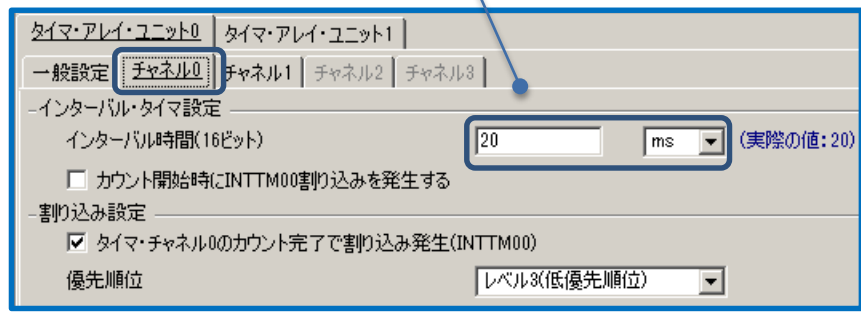 タイマ・アレイ・ユニット0 タイマ・アレイ・ユニット1
一般設定 チャネル0 チャネル1 チャネル2 チャネル3
インターバル・タイマ設定
インターバル時間(16ビット) 20 ms (実際の値:20)
カウント開始時にINTTM00割り込みを発生する
割り込み設定
タイマ・チャネル0のカウント完了で割り込み発生(INTTM00)
優先順位 レベル3(低優先順位)